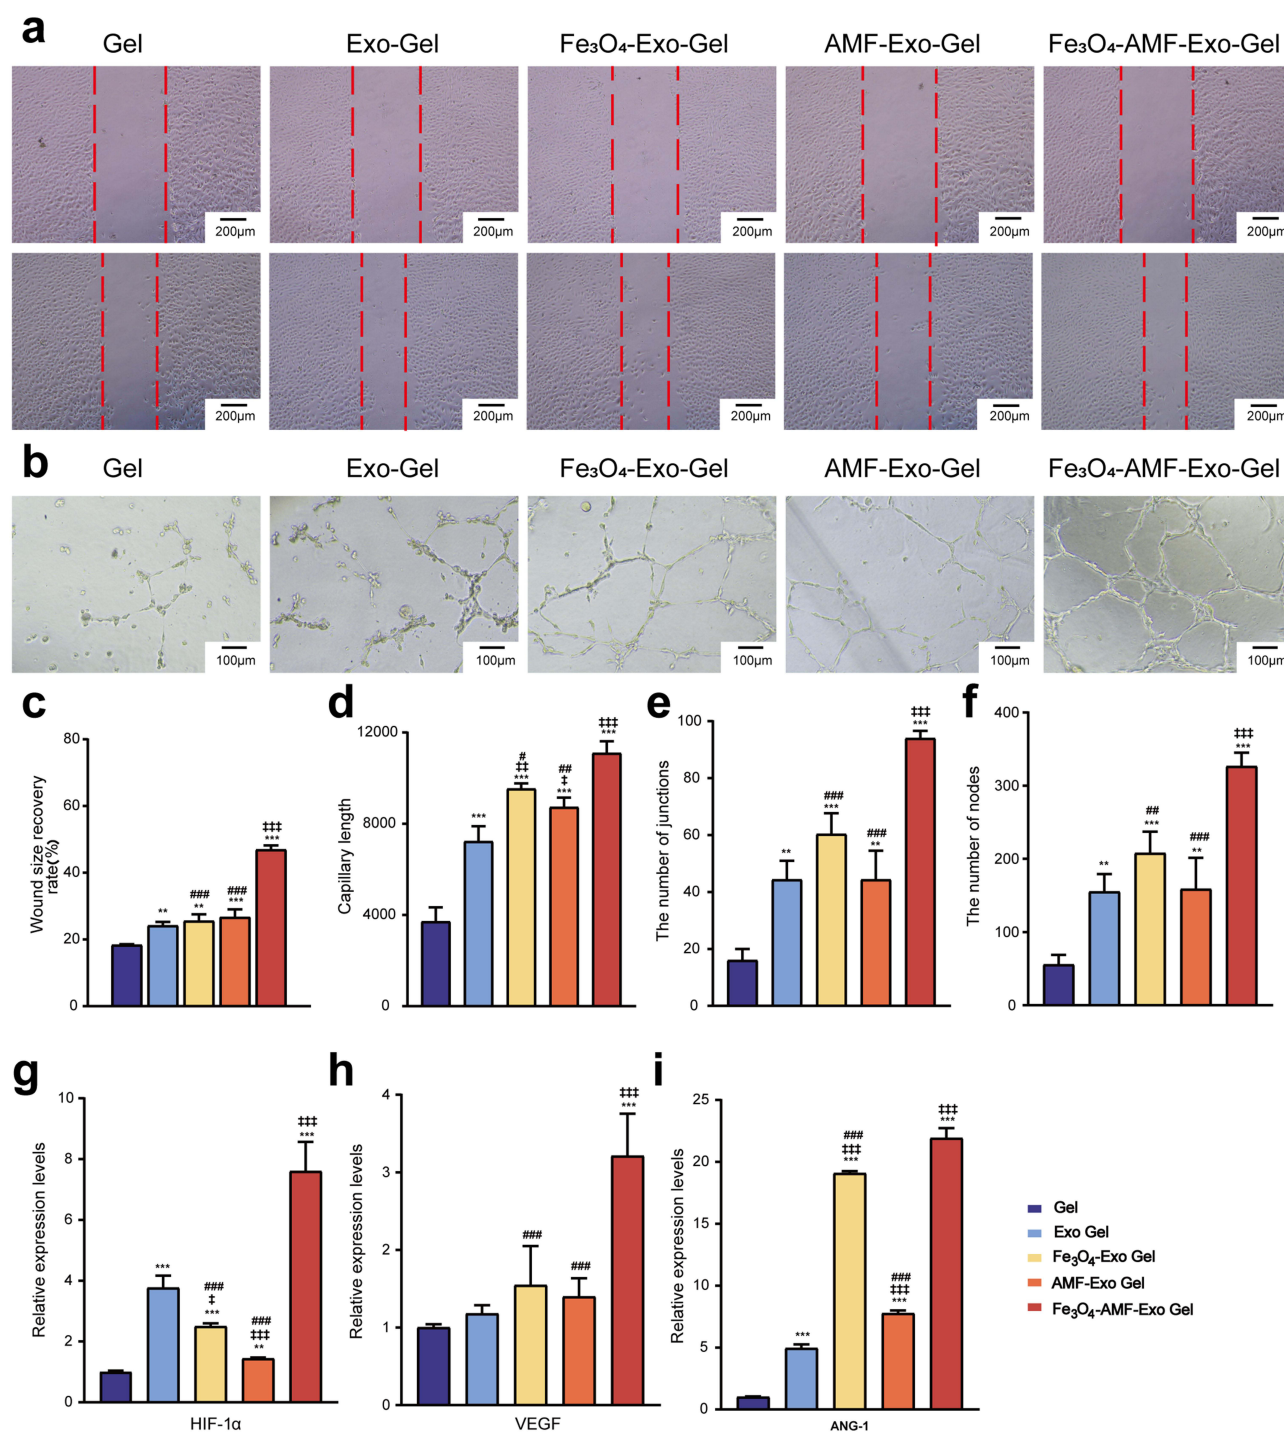 a
Gel Exo-Gel Fe₃O₄-Exo-Gel AMF-Exo-Gel Fe₃O₄-AMF-Exo-Gel
200μm 200μm 200μm 200μm 200μm
200μm 200μm 200μm 200μm 200μm
b
Gel Exo-Gel Fe₃O₄-Exo-Gel AMF-Exo-Gel Fe₃O₄-AMF-Exo-Gel
100μm 100μm 100μm 100μm 100μm
c
Wound size recovery
rate(%)
80
60
40
20
0
**
###
**
###
***
‡‡‡
***
d
Capillary length
12000
8000
4000
0
***
#
‡‡
***
##
‡
***
‡‡‡
***
e
The number of junctions
100
80
60
40
20
0
**
###
***
###
**
‡‡‡
***
f
The number of nodes
400
300
200
100
0
**
##
***
###
**
‡‡‡
***
g
Relative expression levels
10
8
6
4
2
0
***
###
‡
***
###
‡‡‡
**
‡‡‡
***
HIF-1α
h
Relative expression levels
4
3
2
1
0
###
###
‡‡‡
***
VEGF
i
Relative expression levels
25
20
15
10
5
0
***
###
‡‡‡
***
###
‡‡‡
***
‡‡‡
***
ANG-1
Gel
Exo Gel
Fe₃O₄-Exo Gel
AMF-Exo Gel
Fe₃O₄-AMF-Exo Gel